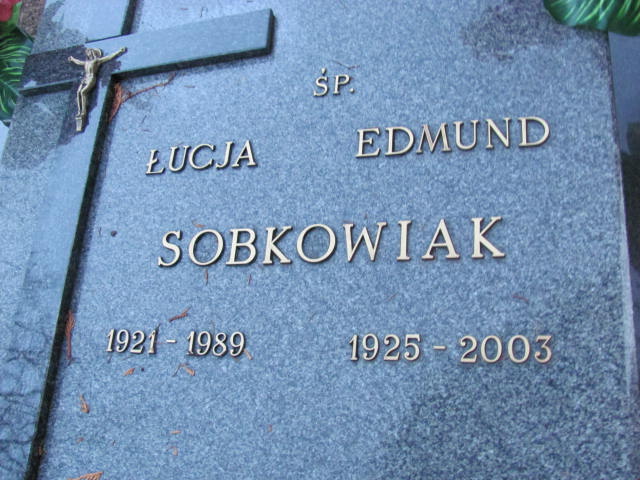 ŚP.
ŁUCJA EDMUND
SOBKOWIAK
1921 - 1989 1925 - 2003